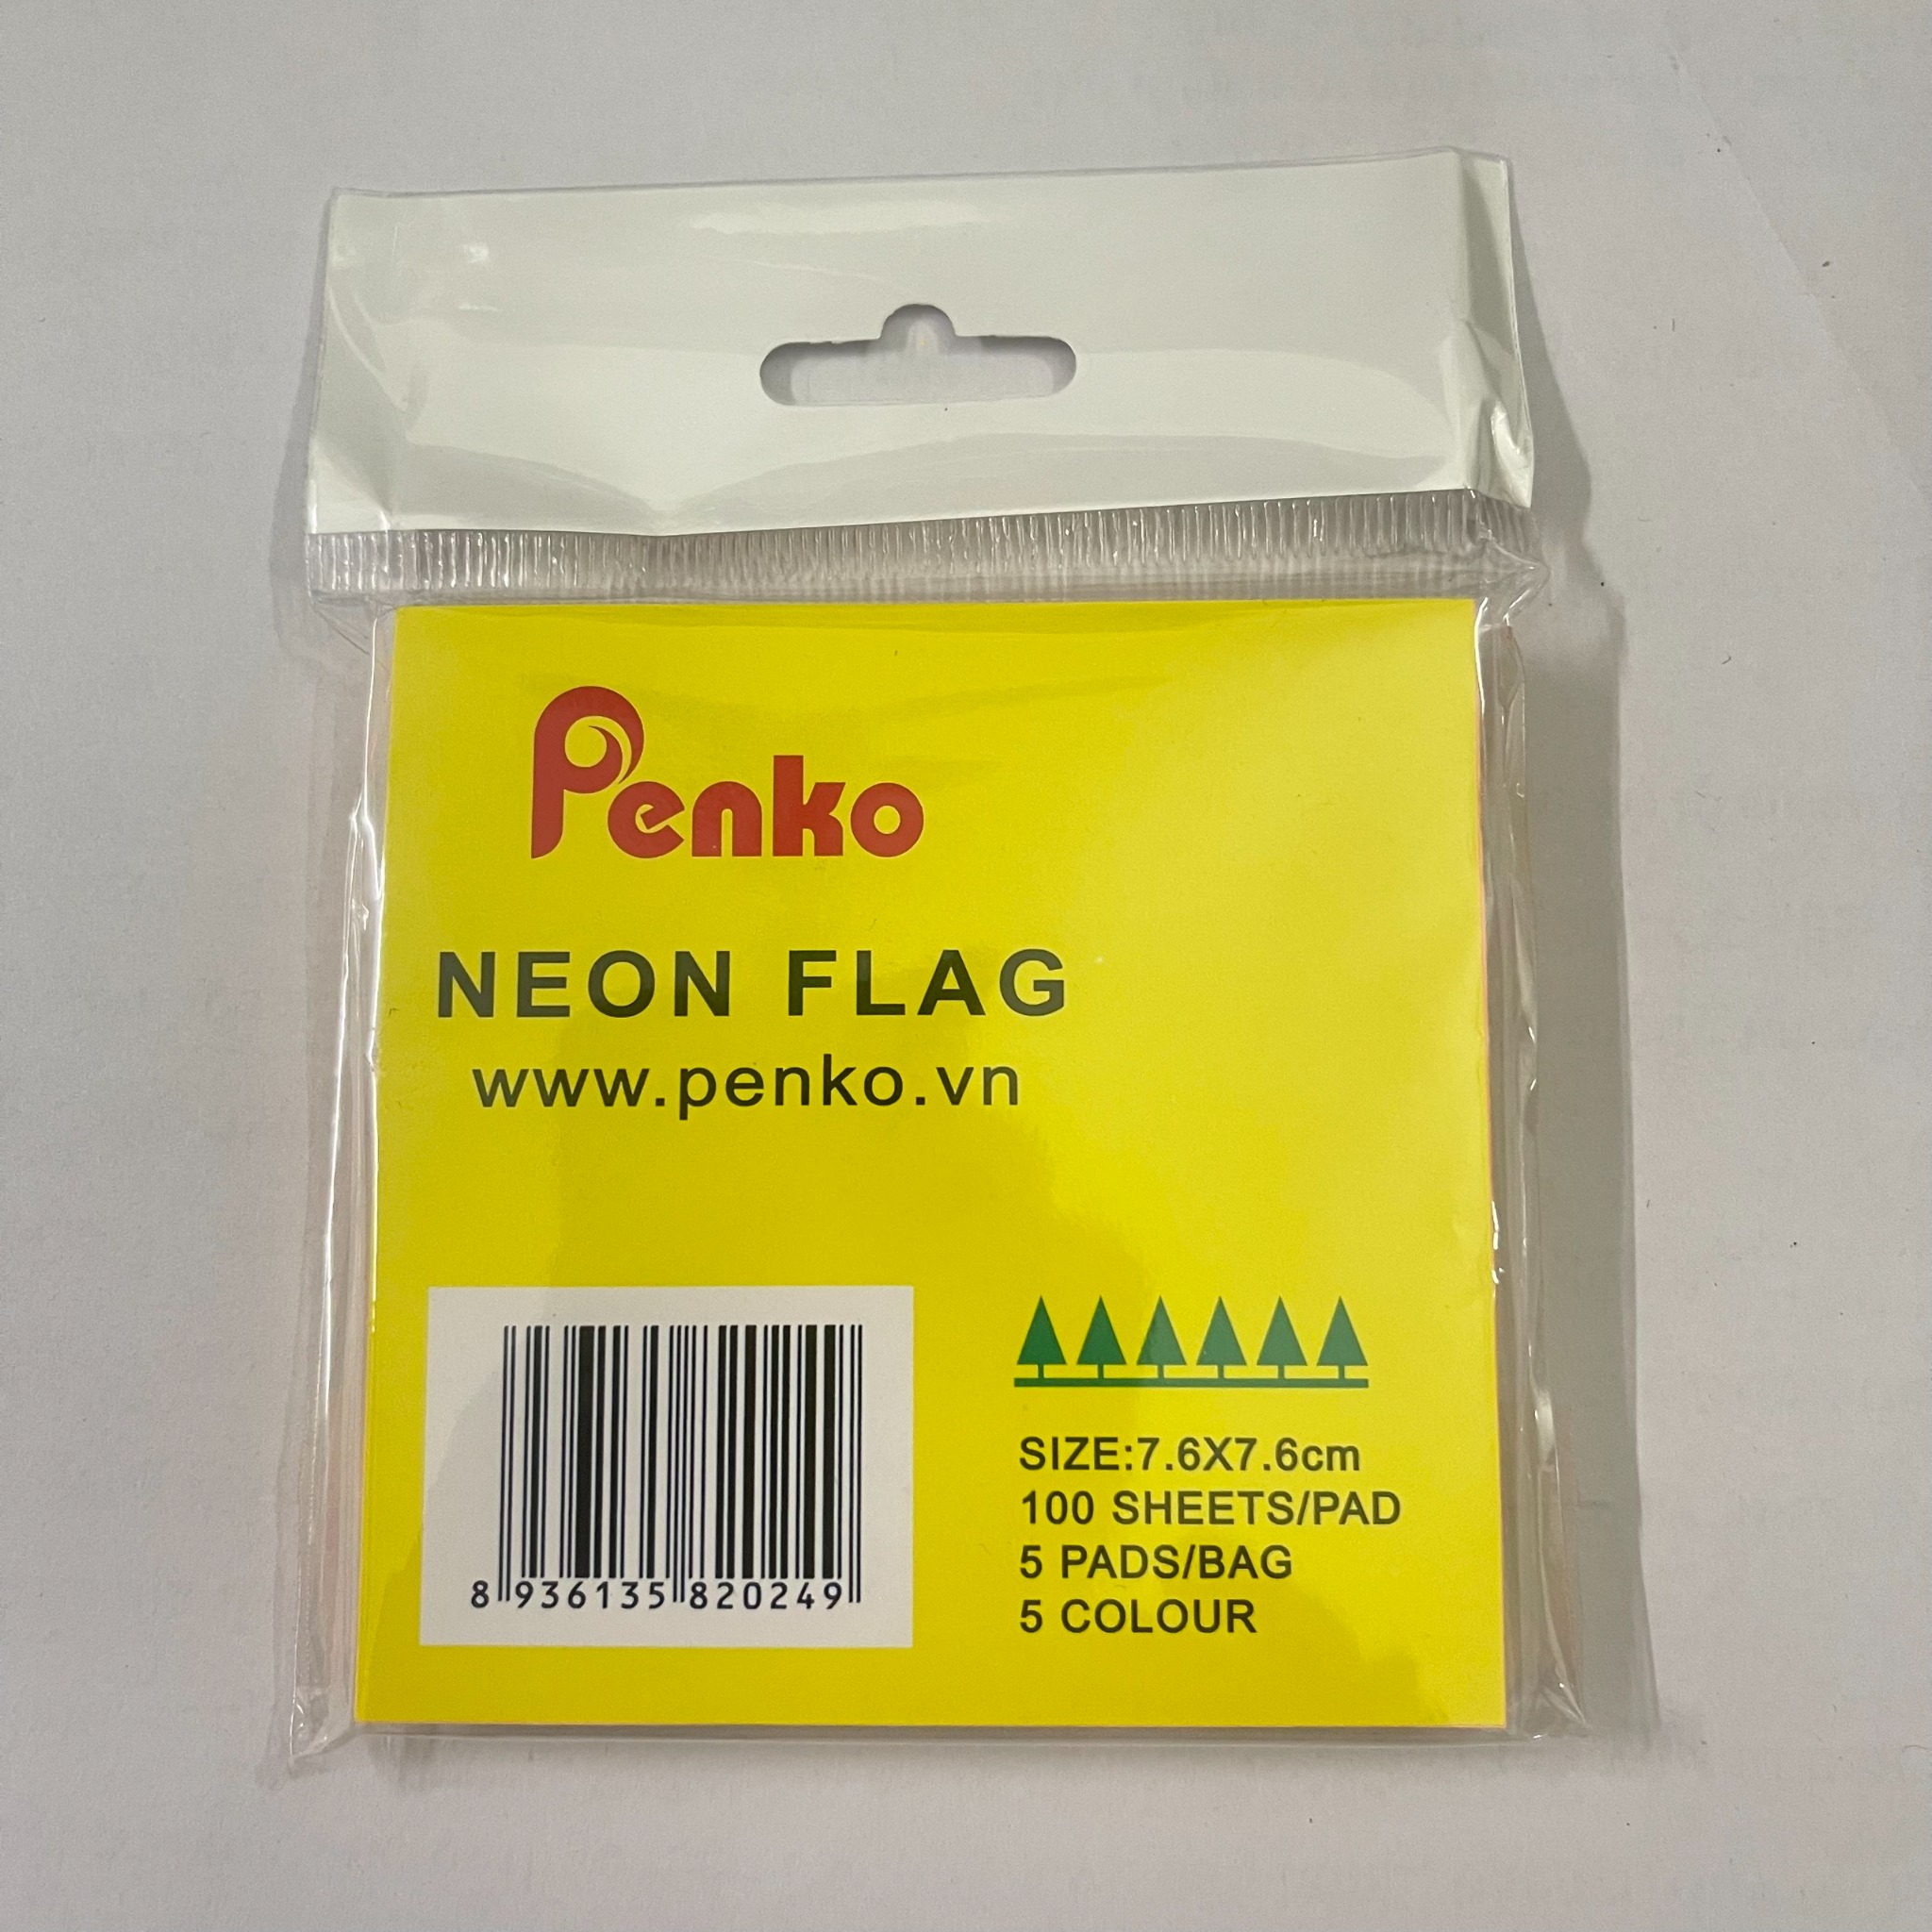 Penko
NEON FLAG
www.penko.vn
8 936135 820249
SIZE:7.6X7.6cm
100 SHEETS/PAD
5 PADS/BAG
5 COLOUR